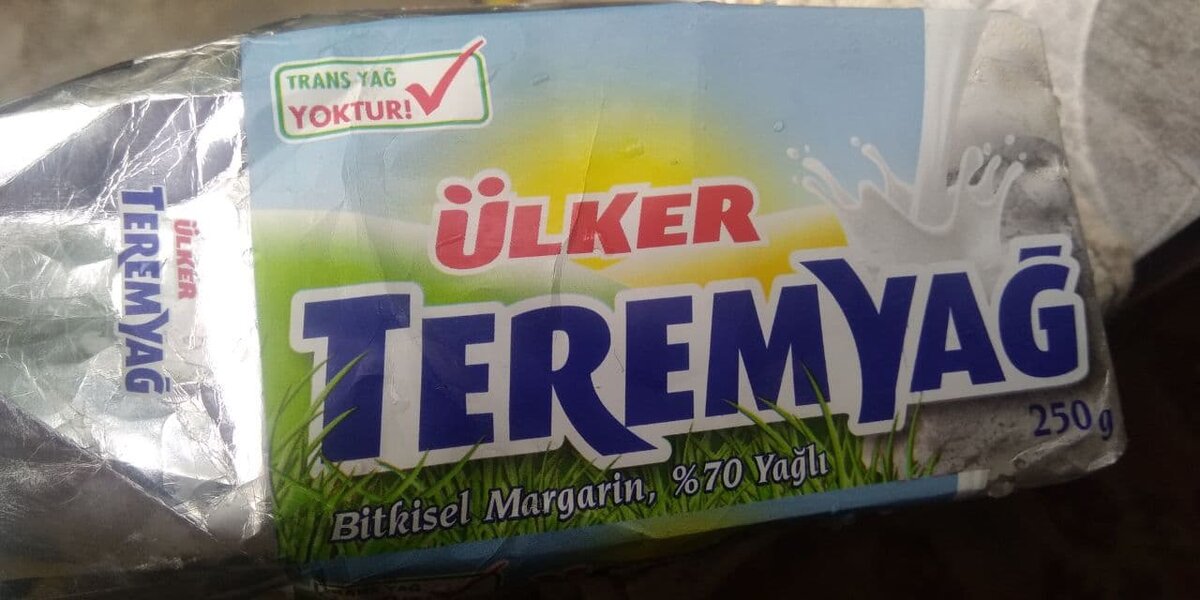 TRANS YAĞ
YOKTUR!
ÜLKER
TEREMYAĞ
250 g
Bitkisel Margarin, %70 Yağlı
ÜLKER
TEREMYAĞ